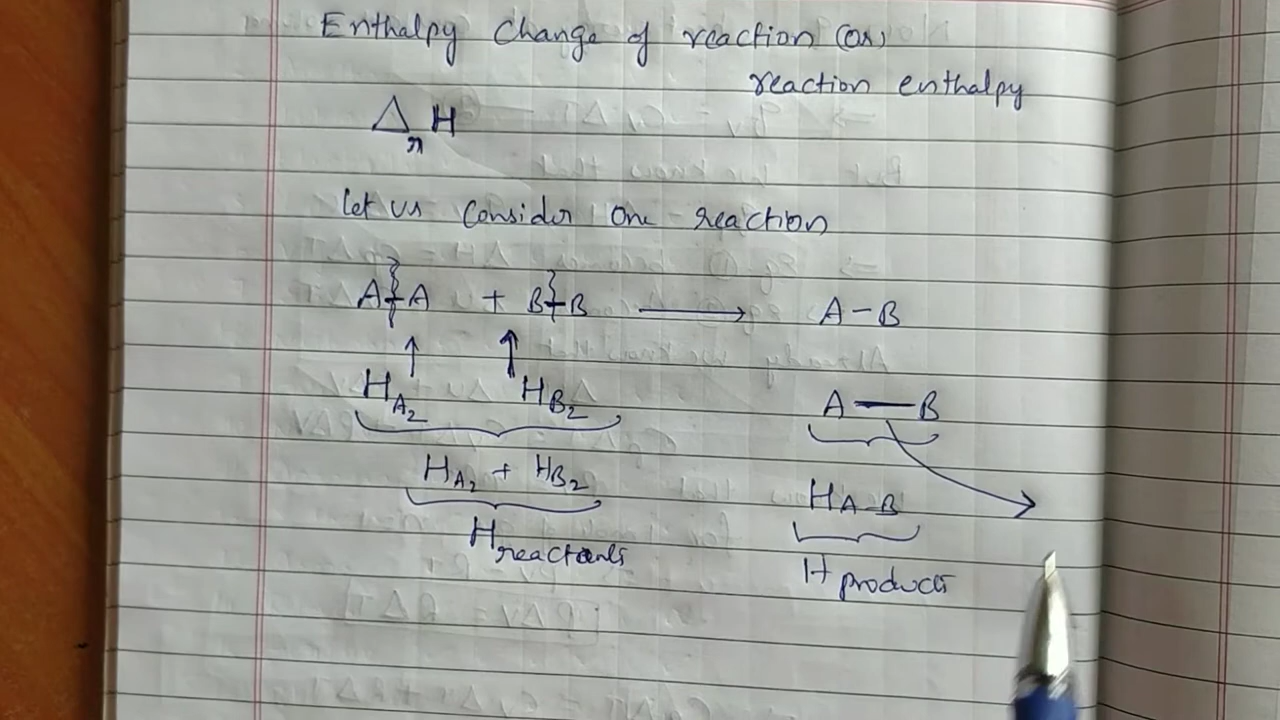 Enthalpy Change of reaction (or)
reaction enthalpy
ΔrH
let us Consider One reaction
A-A + B-B ⟶ A-B
↑ ↑
HA2 HB2 A—B
HA2 + HB2 HA-B
Hreactants Hproducts